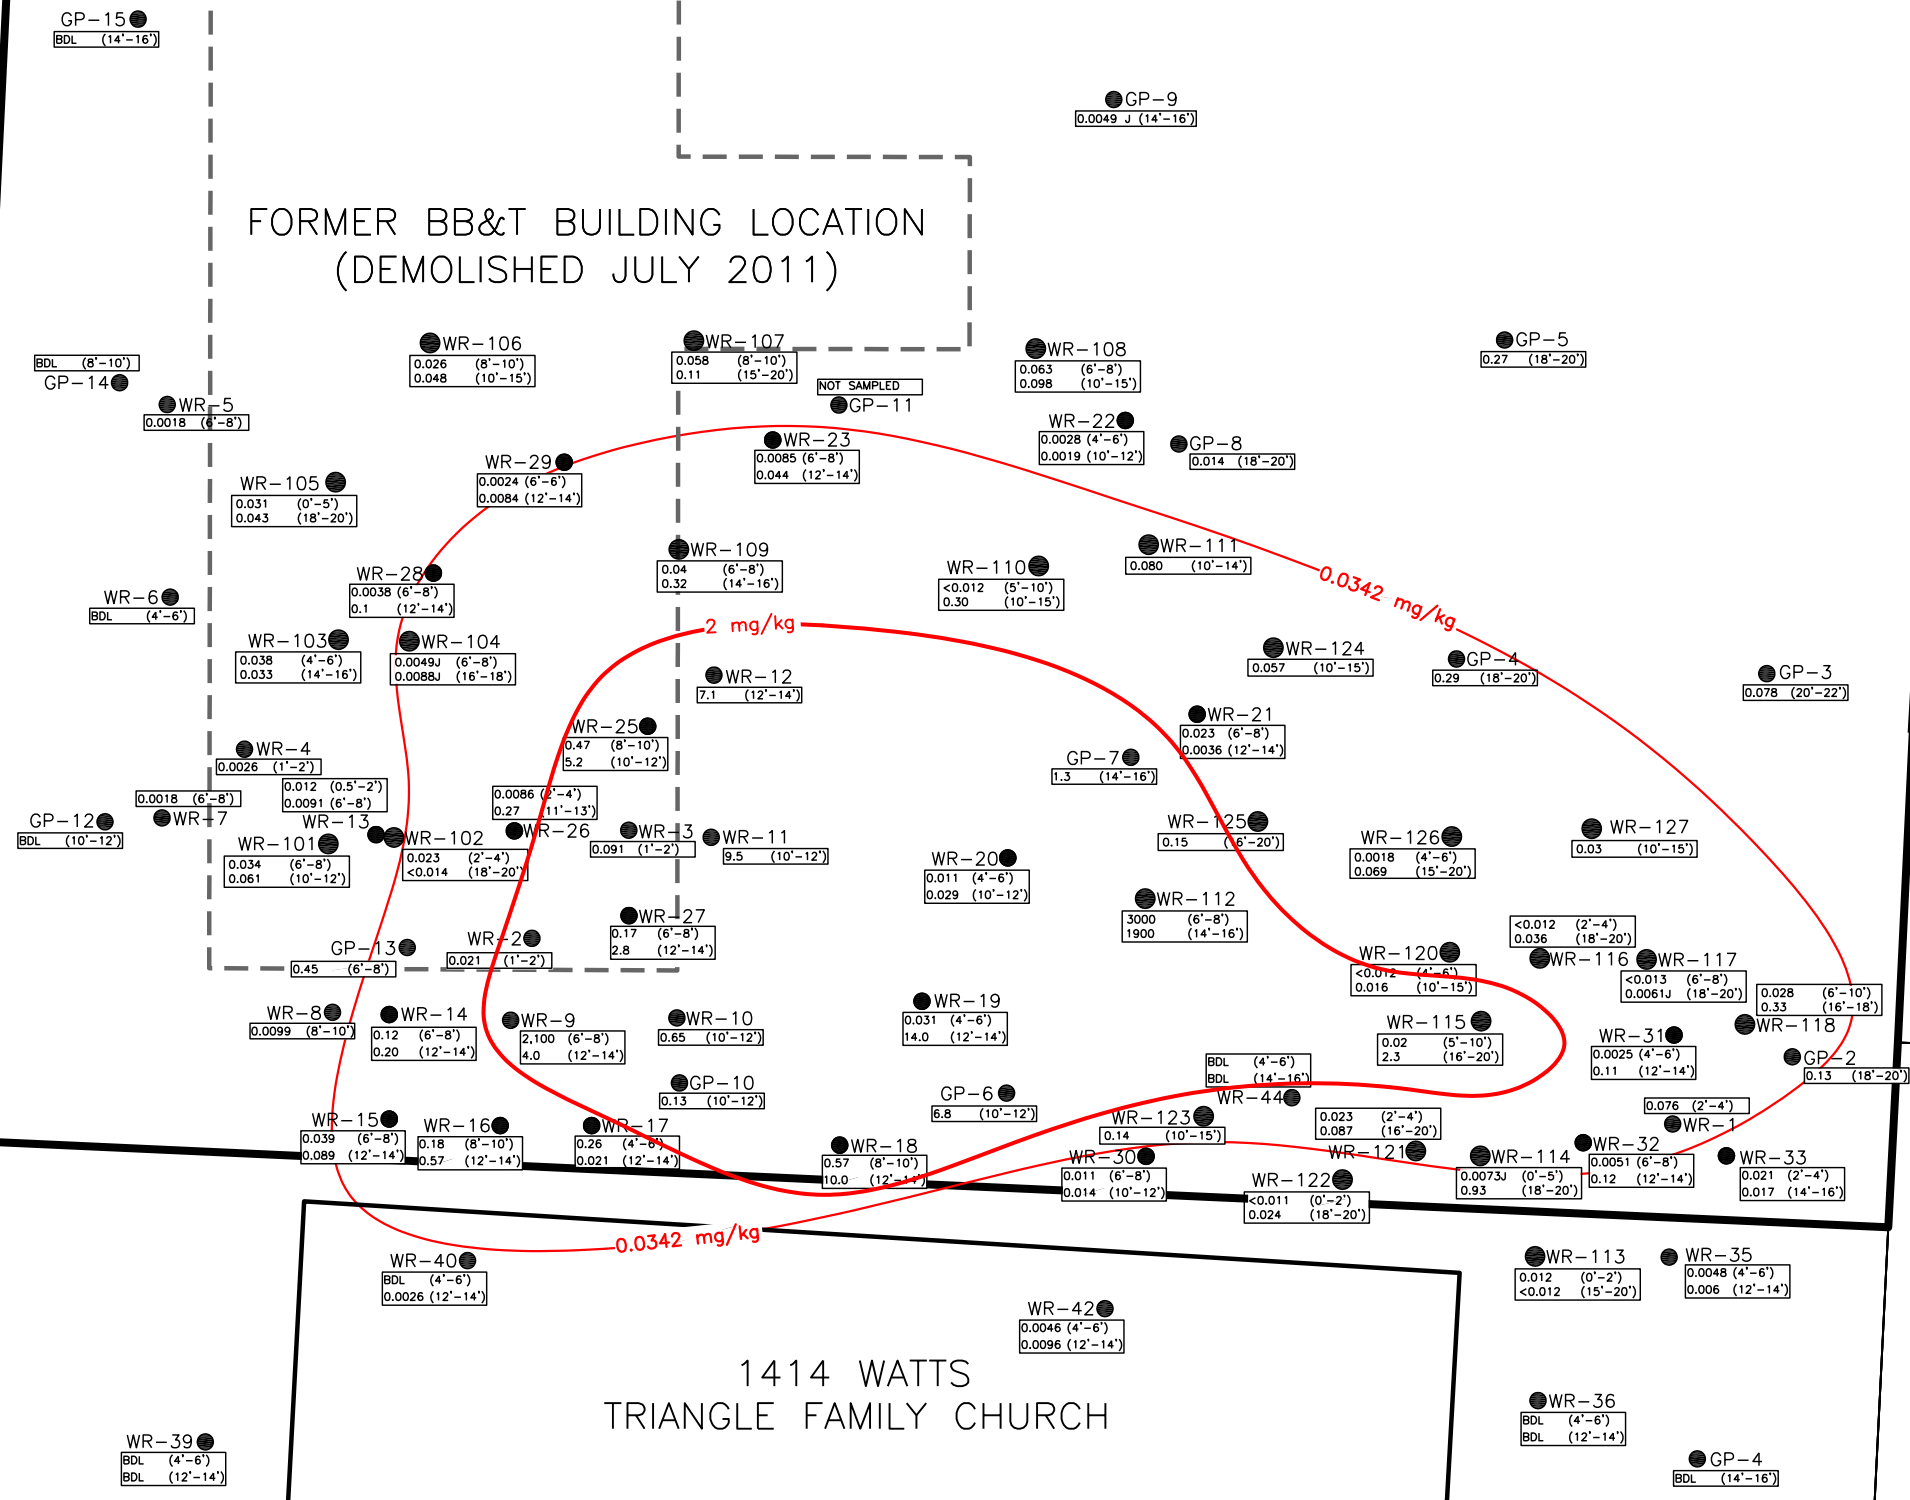 GP-15
BDL (14'-16')
GP-9
0.0049 J (14'-16')
FORMER BB&T BUILDING LOCATION
(DEMOLISHED JULY 2011)
WR-106
0.026 (8'-10')
0.048 (10'-15')
WR-107
0.058 (8'-10')
0.11 (15'-20')
WR-108
0.063 (6'-8')
0.098 (10'-15')
GP-5
0.27 (18'-20')
BDL (8'-10')
GP-14
NOT SAMPLED
GP-11
WR-5
0.0018 (6'-8')
WR-22
0.0028 (4'-6')
0.0019 (10'-12')
GP-8
0.014 (18'-20')
WR-23
0.0085 (6'-8')
0.044 (12'-14')
WR-29
0.0024 (6'-6')
0.0084 (12'-14')
WR-105
0.031 (0'-5')
0.043 (18'-20')
WR-109
0.04 (6'-8')
0.32 (14'-16')
WR-110
<0.012 (5'-10')
0.30 (10'-15')
WR-111
0.080 (10'-14')
0.0342 mg/kg
WR-28
0.0038 (6'-8')
0.1 (12'-14')
WR-6
BDL (4'-6')
2 mg/kg
WR-103
0.038 (4'-6')
0.033 (14'-16')
WR-104
0.0049J (6'-8')
0.0088J (16'-18')
WR-124
0.057 (10'-15')
GP-4
0.29 (18'-20')
GP-3
0.078 (20'-22')
WR-12
7.1 (12'-14')
WR-25
0.47 (8'-10')
5.2 (10'-12')
WR-21
0.023 (6'-8')
0.0036 (12'-14')
WR-4
0.0026 (1'-2')
GP-7
1.3 (14'-16')
0.012 (0.5'-2')
0.0091 (6'-8')
WR-13
0.0018 (6'-8')
WR-7
GP-12
BDL (10'-12')
0.0086 (2'-4')
0.27 (11'-13')
WR-26
WR-101
0.034 (6'-8')
0.061 (10'-12')
WR-102
0.023 (2'-4')
<0.014 (18'-20')
WR-3
0.091 (1'-2')
WR-11
9.5 (10'-12')
WR-20
0.011 (4'-6')
0.029 (10'-12')
WR-125
0.15 (16'-20')
WR-126
0.0018 (4'-6')
0.069 (15'-20')
WR-127
0.03 (10'-15')
WR-112
3000 (6'-8')
1900 (14'-16')
WR-27
0.17 (6'-8')
2.8 (12'-14')
WR-2
0.021 (1'-2')
GP-13
0.45 (6'-8')
WR-120
<0.012 (4'-6')
0.016 (10'-15')
<0.012 (2'-4')
0.036 (18'-20')
WR-116
WR-117
<0.013 (6'-8')
0.0061J (18'-20')
0.028 (6'-10')
0.33 (16'-18')
WR-118
WR-8
0.0099 (8'-10')
WR-14
0.12 (6'-8')
0.20 (12'-14')
WR-9
2,100 (6'-8')
4.0 (12'-14')
WR-10
0.65 (10'-12')
WR-19
0.031 (4'-6')
14.0 (12'-14')
WR-115
0.02 (5'-10')
2.3 (16'-20')
WR-31
0.0025 (4'-6')
0.11 (12'-14')
GP-2
0.13 (18'-20')
GP-10
0.13 (10'-12')
GP-6
6.8 (10'-12')
BDL (4'-6')
BDL (14'-16')
WR-44
WR-123
0.14 (10'-15')
0.023 (2'-4')
0.087 (16'-20')
WR-121
0.076 (2'-4')
WR-1
WR-15
0.039 (6'-8')
0.089 (12'-14')
WR-16
0.18 (8'-10')
0.57 (12'-14')
WR-17
0.26 (4'-6')
0.021 (12'-14')
WR-18
0.57 (8'-10')
10.0 (12'-14')
WR-30
0.011 (6'-8')
0.014 (10'-12')
WR-122
<0.011 (0'-2')
0.024 (18'-20')
WR-114
0.0073J (0'-5')
0.93 (18'-20')
WR-32
0.0051 (6'-8')
0.12 (12'-14')
WR-33
0.021 (2'-4')
0.017 (14'-16')
0.0342 mg/kg
WR-40
BDL (4'-6')
0.0026 (12'-14')
WR-113
0.012 (0'-2')
<0.012 (15'-20')
WR-35
0.0048 (4'-6')
0.006 (12'-14')
WR-42
0.0046 (4'-6')
0.0096 (12'-14')
1414 WATTS
TRIANGLE FAMILY CHURCH
WR-36
BDL (4'-6')
BDL (12'-14')
WR-39
BDL (4'-6')
BDL (12'-14')
GP-4
BDL (14'-16')